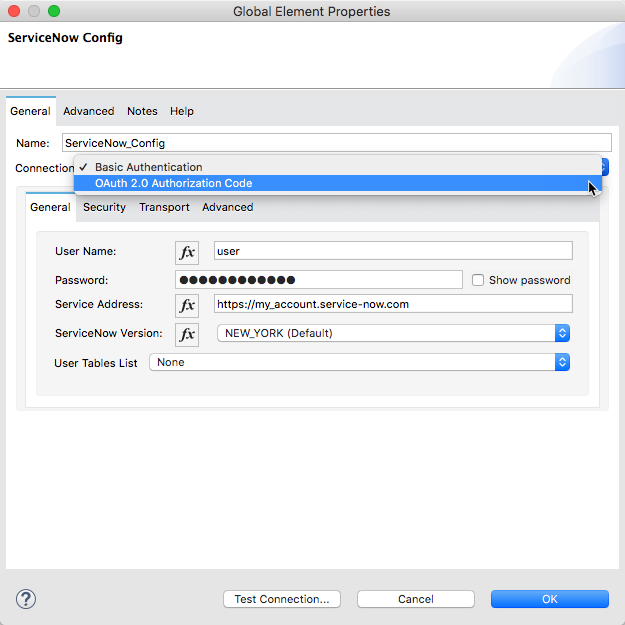 Global Element Properties
ServiceNow Config
General Advanced Notes Help
Name: ServiceNow_Config
Connection ✓ Basic Authentication
OAuth 2.0 Authorization Code
General Security Transport Advanced
User Name: fx user
Password: ●●●●●●●●●●●● Show password
Service Address: fx https://my_account.service-now.com
ServiceNow Version: fx NEW_YORK (Default)
User Tables List None
? Test Connection... Cancel OK